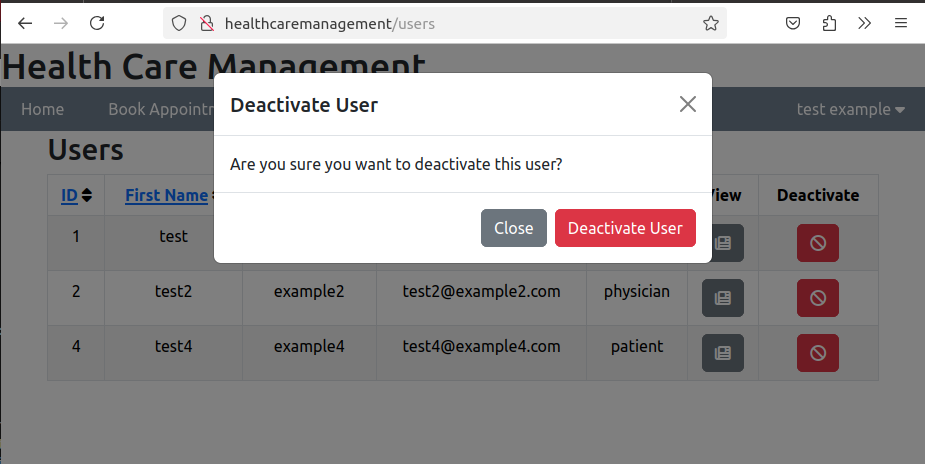 healthcaremanagement/users
Health Care Management
Home Book Appointm test example
Deactivate User
Are you sure you want to deactivate this user?
Close Deactivate User
Users
ID First Name View Deactivate
1 test
2 test2 example2 test2@example2.com physician
4 test4 example4 test4@example4.com patient